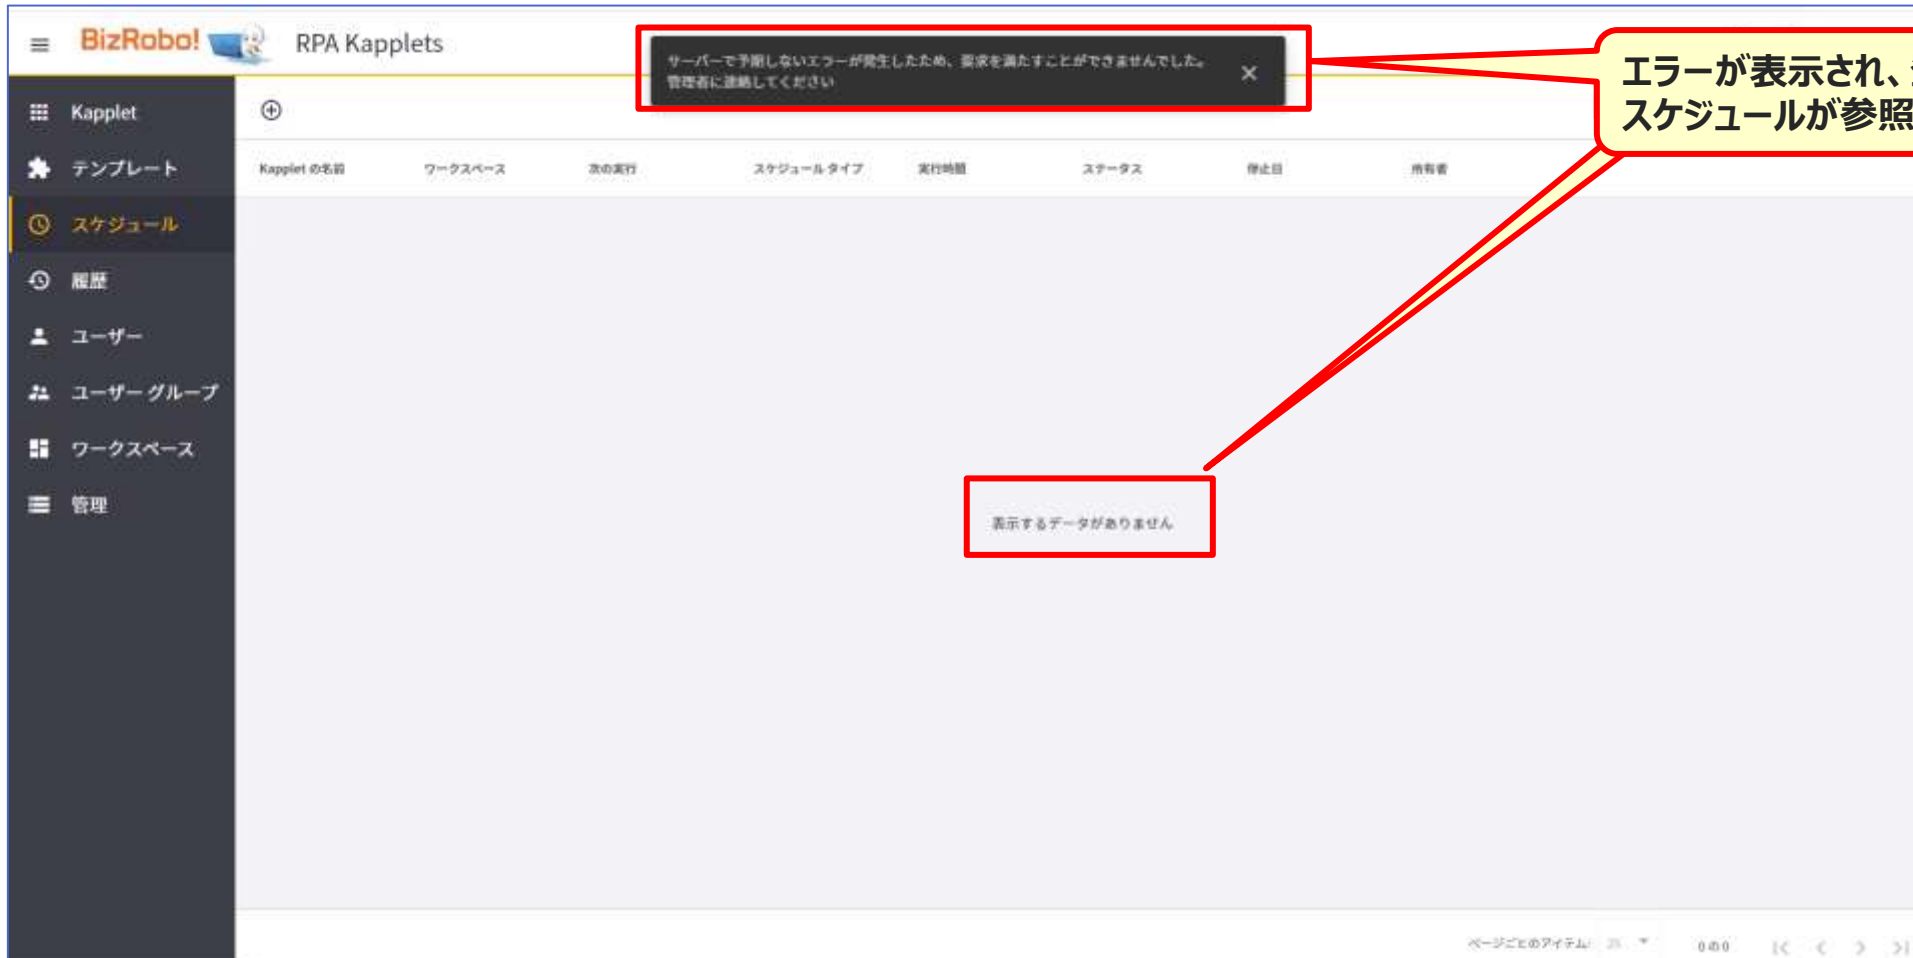 BizRobo!
RPA Kapplets
サーバーで予期しないエラーが発生したため、要求を満たすことができませんでした。
管理者に連絡してください
エラーが表示され、
スケジュールが参照
Kapplet
テンプレート
スケジュール
履歴
ユーザー
ユーザー グループ
ワークスペース
管理
Kapplet の名前 ワークスペース 次の実行 スケジュール タイプ 実行時間 ステータス 停止日 所有者
表示するデータがありません
ページごとのアイテム: 25 0 の 0